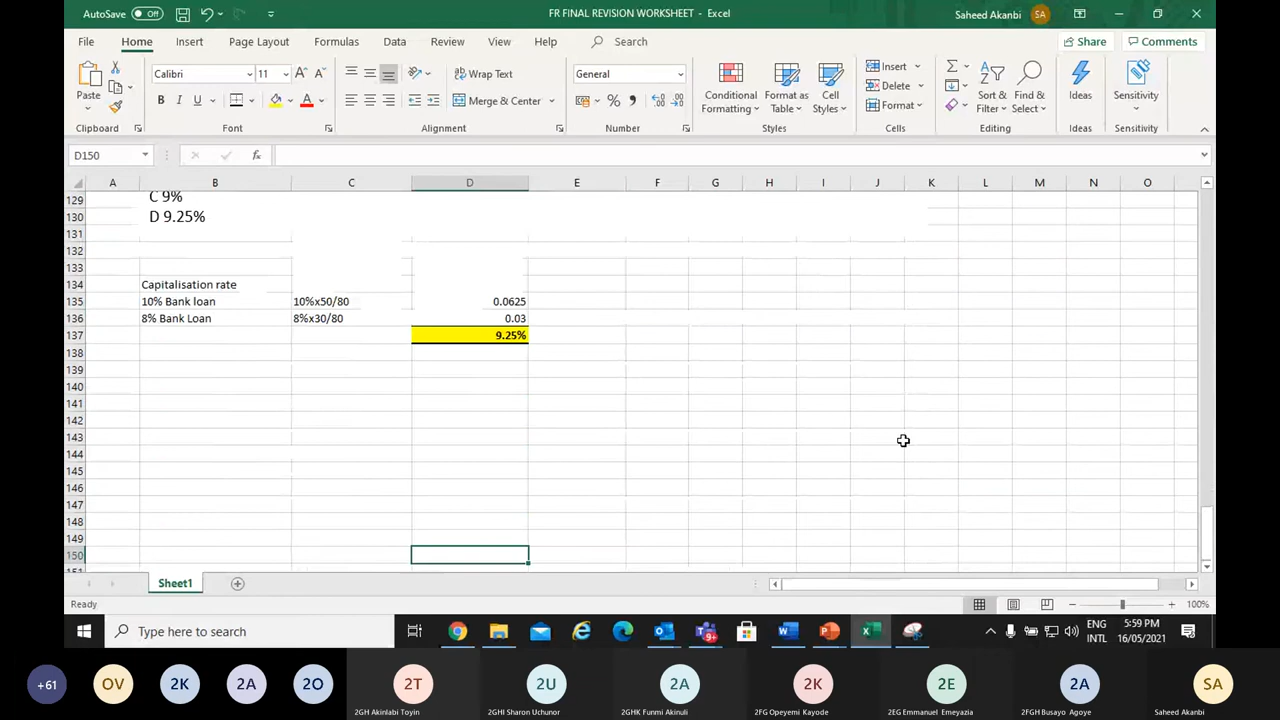 AutoSave Off FR FINAL REVISION WORKSHEET - Excel Saheed Akanbi SA
File Home Insert Page Layout Formulas Data Review View Help Search Share Comments
Paste Calibri 11 A A Wrap Text General Conditional Formatting Format as Table Cell Styles Insert Delete Format Sort & Filter Find & Select Ideas Sensitivity
B I U A Merge & Center % 9
Clipboard Font Alignment Number Styles Cells Editing Ideas Sensitivity
D150 fx
A B C D E F G H I J K L M N O
129 C 9%
130 D 9.25%
131
132
133
134 Capitalisation rate
135 10% Bank loan 10%x50/80 0.0625
136 8% Bank Loan 8%x30/80 0.03
137 9.25%
138
139
140
141
142
143
144
145
146
147
148
149
150
151
Sheet1
Ready 100%
Type here to search 9+ ENG INTL 5:59 PM 16/05/2021
+61 OV 2K 2A 2O 2T 2U 2A 2K 2E 2A SA
2GH Akinlabi Toyin 2GHI Sharon Uchunor 2GHK Funmi Akinuli 2FG Opeyemi Kayode 2EG Emmanuel Emeyazia 2FGH Busayo Agoye Saheed Akanbi